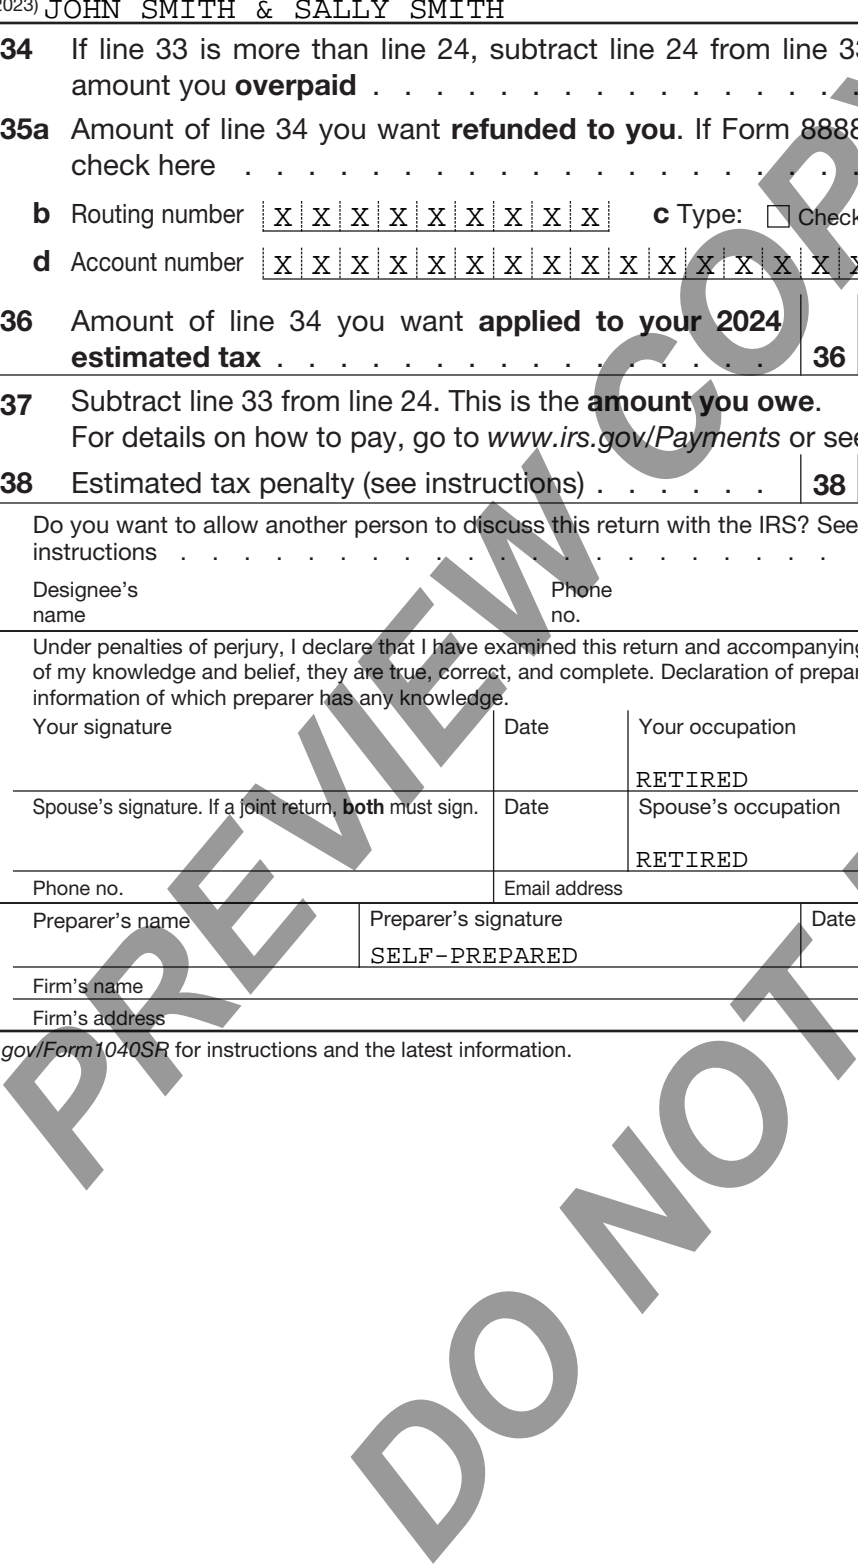 2023) JOHN SMITH & SALLY SMITH
34 If line 33 is more than line 24, subtract line 24 from line 33
amount you overpaid . . . . . . . . . . . . . . . .
35a Amount of line 34 you want refunded to you. If Form 8888
check here . . . . . . . . . . . . . . . . . . . .
b Routing number X X X X X X X X X c Type: Check
d Account number X X X X X X X X X X X X X X X X
36 Amount of line 34 you want applied to your 2024
estimated tax . . . . . . . . . . . . . . . . 36
37 Subtract line 33 from line 24. This is the amount you owe.
For details on how to pay, go to www.irs.gov/Payments or see
38 Estimated tax penalty (see instructions) . . . . . . 38
Do you want to allow another person to discuss this return with the IRS? See
instructions . . . . . . . . . . . . . . . . . . . . .
Designee's Phone
name no.
Under penalties of perjury, I declare that I have examined this return and accompanying
of my knowledge and belief, they are true, correct, and complete. Declaration of prepar
information of which preparer has any knowledge.
Your signature Date Your occupation
RETIRED
Spouse's signature. If a joint return, both must sign. Date Spouse's occupation
RETIRED
Phone no. Email address
Preparer's name Preparer's signature Date
SELF-PREPARED
Firm's name
Firm's address
gov/Form1040SR for instructions and the latest information.
PREVIEW COPY
DO NOT